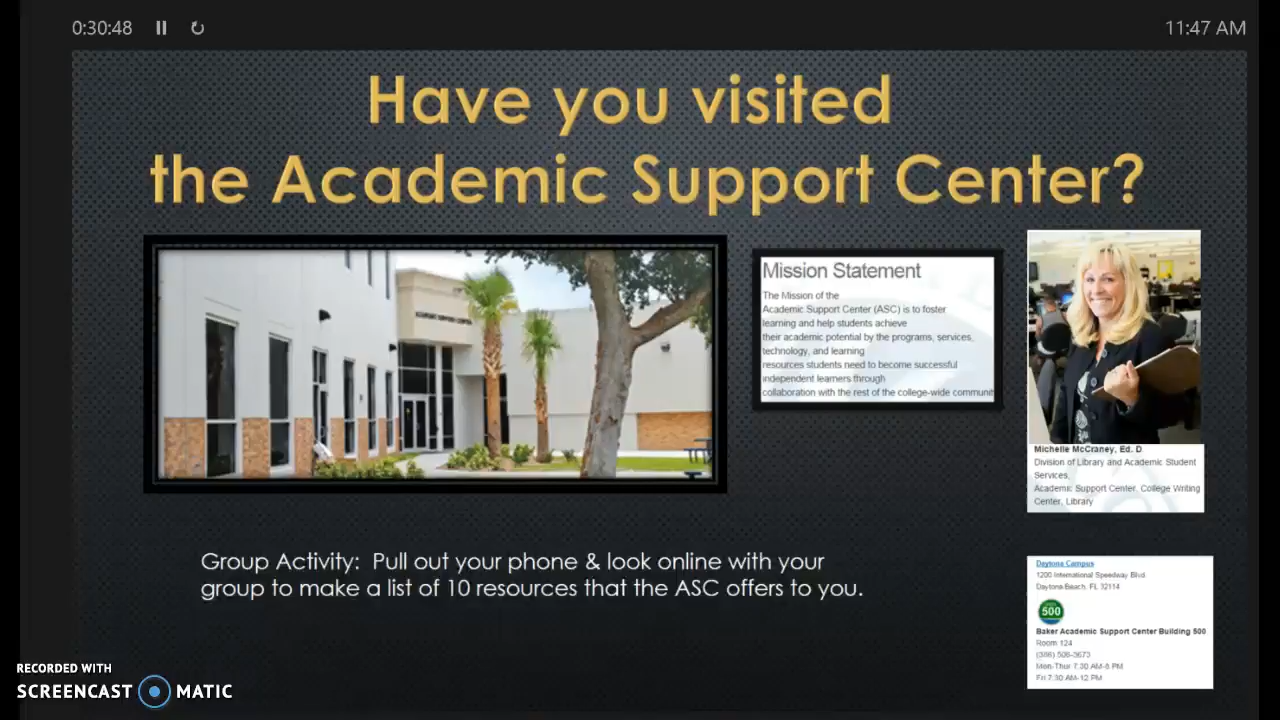 0:30:48
11:47 AM
Have you visited
the Academic Support Center?
Mission Statement
The Mission of the
Academic Support Center (ASC) is to foster
learning and help students achieve
their academic potential by the programs, services,
technology, and learning
resources students need to become successful
independent learners through
collaboration with the rest of the college-wide communit
Michelle McCraney, Ed. D
Division of Library and Academic Student
Services,
Academic Support Center, College Writing
Center, Library
Group Activity: Pull out your phone & look online with your
group to make a list of 10 resources that the ASC offers to you.
Daytona Campus
1200 International Speedway Blvd
Daytona Beach, FL 32114
500
Baker Academic Support Center Building 500
Room 124
Mon-Thur 7:30 AM-8 PM
Fri 7:30 AM-12 PM
RECORDED WITH
SCREENCAST MATIC